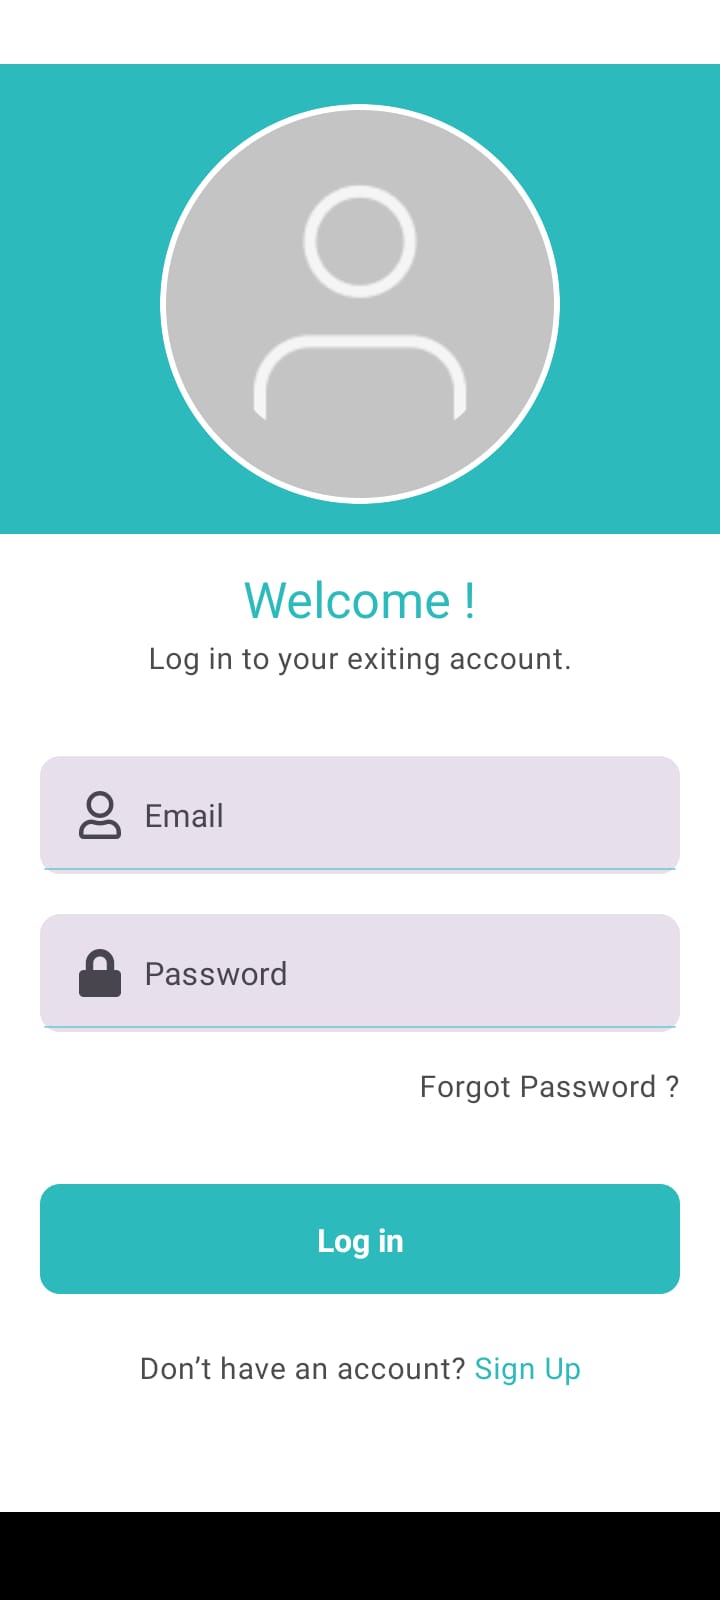 Welcome !
Log in to your exiting account.
Email
Password
Forgot Password ?
Log in
Don’t have an account? Sign Up